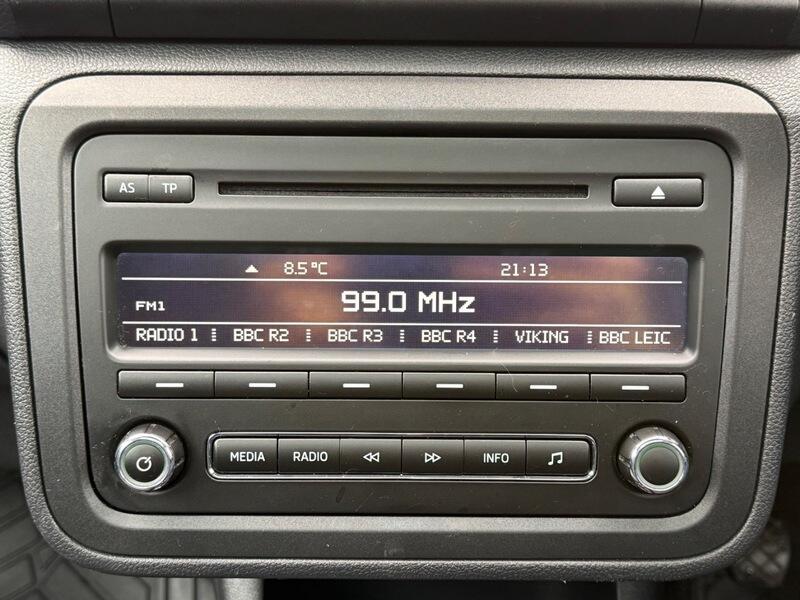 AS TP
8.5°C 21:13
FM1 99.0 MHz
RADIO 1 BBC R2 BBC R3 BBC R4 VIKING BBC LEIC
MEDIA RADIO INFO